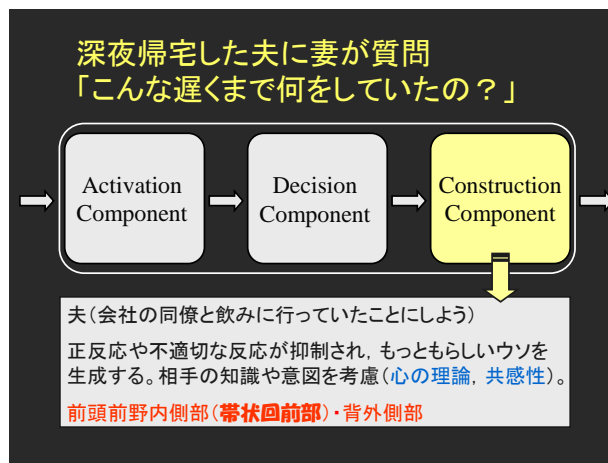 深夜帰宅した夫に妻が質問
「こんな遅くまで何をしていたの？」
Activation
Component
Decision
Component
Construction
Component
夫（会社の同僚と飲みに行っていたことにしよう）
正反応や不適切な反応が抑制され，もっともらしいウソを
生成する。相手の知識や意図を考慮（心の理論，共感性）。
前頭前野内側部（帯状回前部）・背外側部